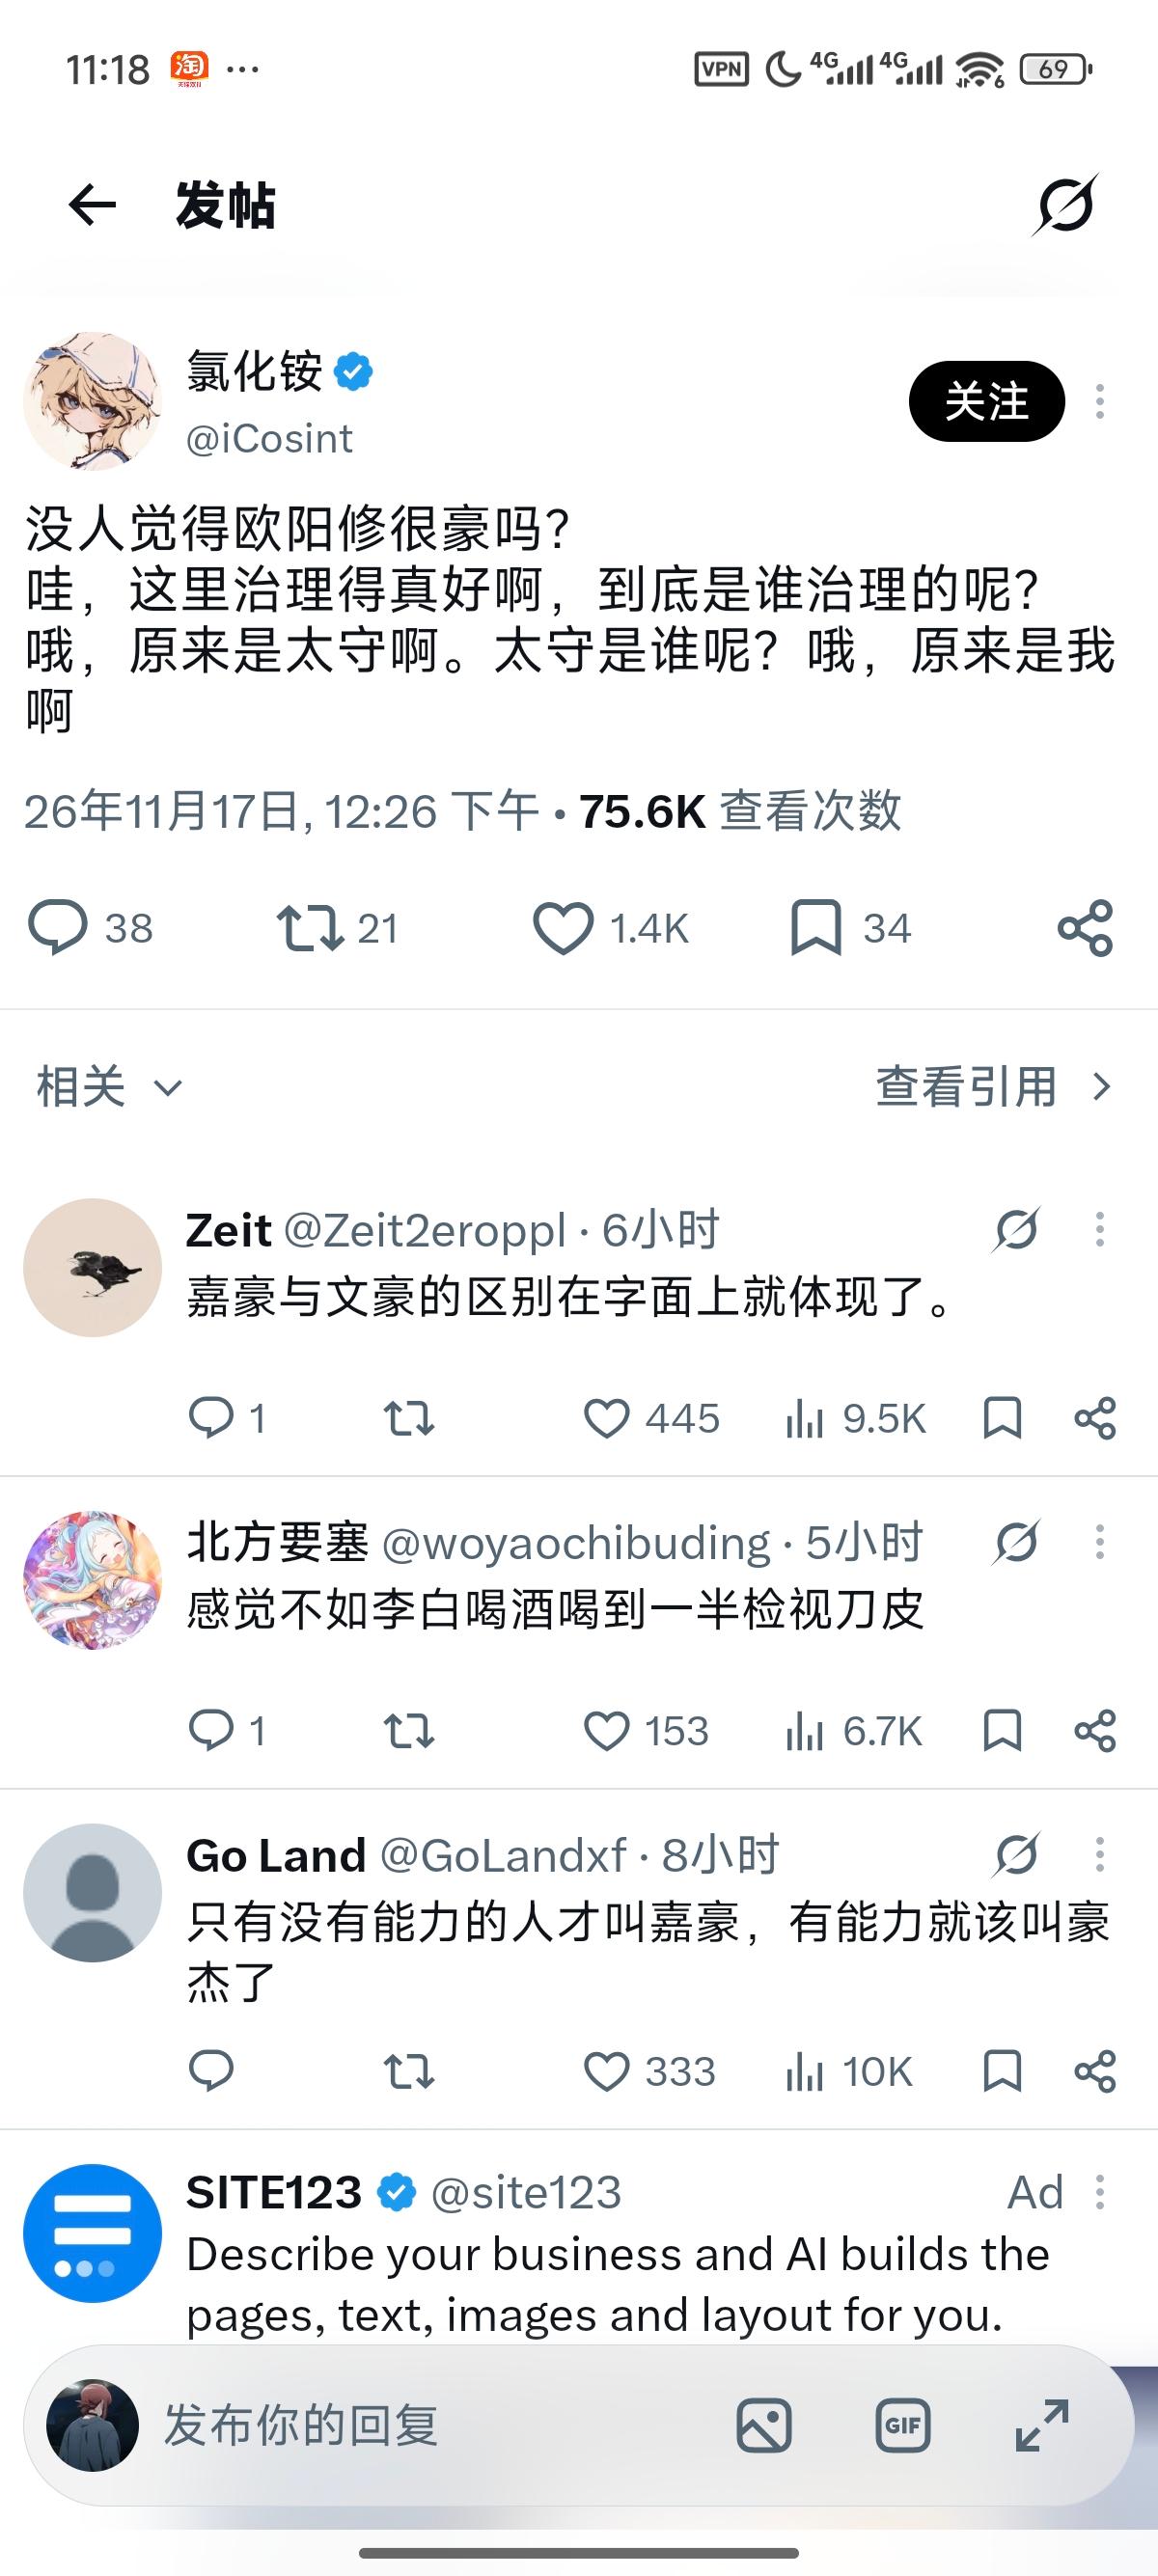 11:18 淘 ... VPN 4G 4G 6 69
发帖
氯化铵
@iCosint
关注
没人觉得欧阳修很豪吗?
哇，这里治理得真好啊，到底是谁治理的呢?
哦，原来是太守啊。太守是谁呢? 哦，原来是我
啊
26年11月17日, 12:26 下午 • 75.6K 查看次数
38 21 1.4K 34
相关 查看引用
Zeit @Zeit2eroppl · 6小时
嘉豪与文豪的区别在字面上就体现了。
1 445 9.5K
北方要塞 @woyaochibuding · 5小时
感觉不如李白喝酒喝到一半检视刀皮
1 153 6.7K
Go Land @GoLandxf · 8小时
只有没有能力的人才叫嘉豪，有能力就该叫豪
杰了
333 10K
SITE123 @site123 Ad
Describe your business and AI builds the
pages, text, images and layout for you.
发布你的回复 GIF